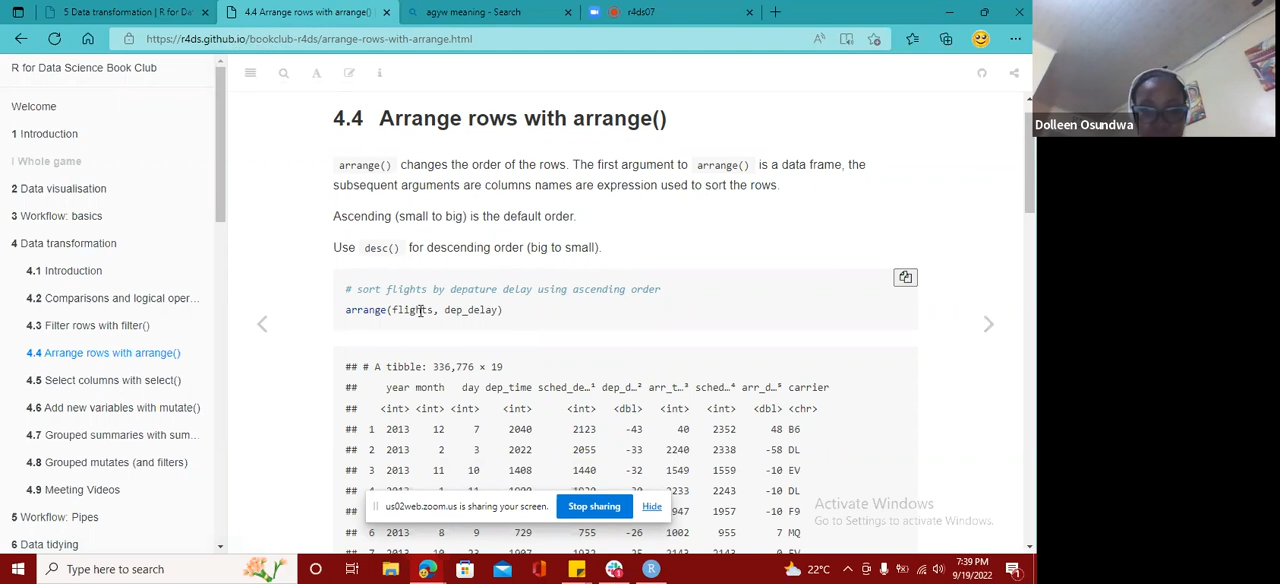 5 Data transformation | R for Dat
4.4 Arrange rows with arrange()
agyw meaning - Search
r4ds07
https://r4ds.github.io/bookclub-r4ds/arrange-rows-with-arrange.html
R for Data Science Book Club
Welcome
1 Introduction
I Whole game
2 Data visualisation
3 Workflow: basics
4 Data transformation
4.1 Introduction
4.2 Comparisons and logical oper...
4.3 Filter rows with filter()
4.4 Arrange rows with arrange()
4.5 Select columns with select()
4.6 Add new variables with mutate()
4.7 Grouped summaries with sum...
4.8 Grouped mutates (and filters)
4.9 Meeting Videos
5 Workflow: Pipes
6 Data tidying
4.4 Arrange rows with arrange()
arrange() changes the order of the rows. The first argument to arrange() is a data frame, the
subsequent arguments are columns names are expression used to sort the rows.
Ascending (small to big) is the default order.
Use desc() for descending order (big to small).
# sort flights by depature delay using ascending order
arrange(flights, dep_delay)
## # A tibble: 336,776 × 19
## year month day dep_time sched_de…¹ dep_d…² arr_t…³ sched…⁴ arr_d…⁵ carrier
## <int> <int> <int> <int> <int> <dbl> <int> <int> <dbl> <chr>
## 1 2013 12 7 2040 2123 -43 40 2352 48 B6
## 2 2013 2 3 2022 2055 -33 2240 2338 -58 DL
## 3 2013 11 10 1408 1440 -32 1549 1559 -10 EV
2233 2243 -10 DL
1957 -10 F9
## 6 2013 8 9 729 755 -26 1002 955 7 MQ
us02web.zoom.us is sharing your screen.
Stop sharing
Hide
Activate Windows
Go to Settings to activate Windows.
Dolleen Osundwa
Type here to search
22°C
7:39 PM
9/19/2022